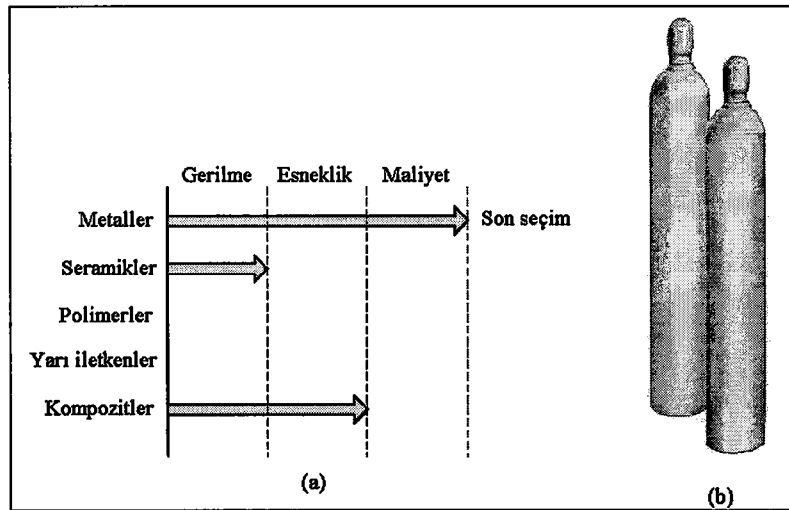 Gerilme Esneklik Maliyet
Metaller Son seçim
Seramikler
Polimerler
Yarı iletkenler
Kompozitler
(a)
(b)